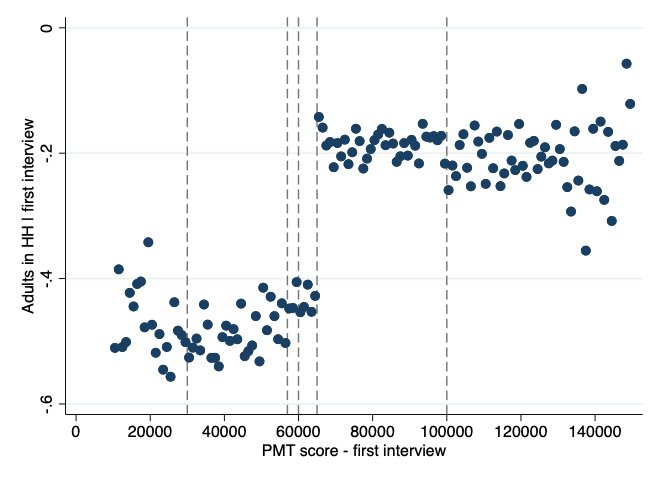 0
-.2
-.4
-.6
Adults in HH | first interview
0 20000 40000 60000 80000 100000 120000 140000
PMT score - first interview